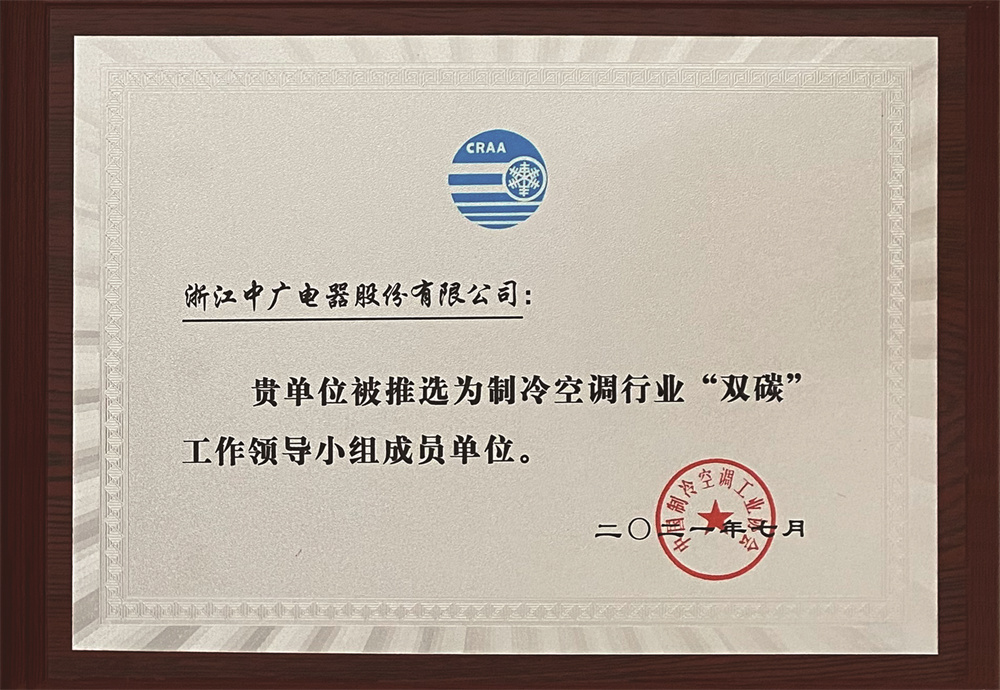 CRAA
浙江中广电器股份有限公司：
贵单位被推选为制冷空调行业“双碳”
工作领导小组成员单位。
中国制冷空调工业协会
二〇二一年七月